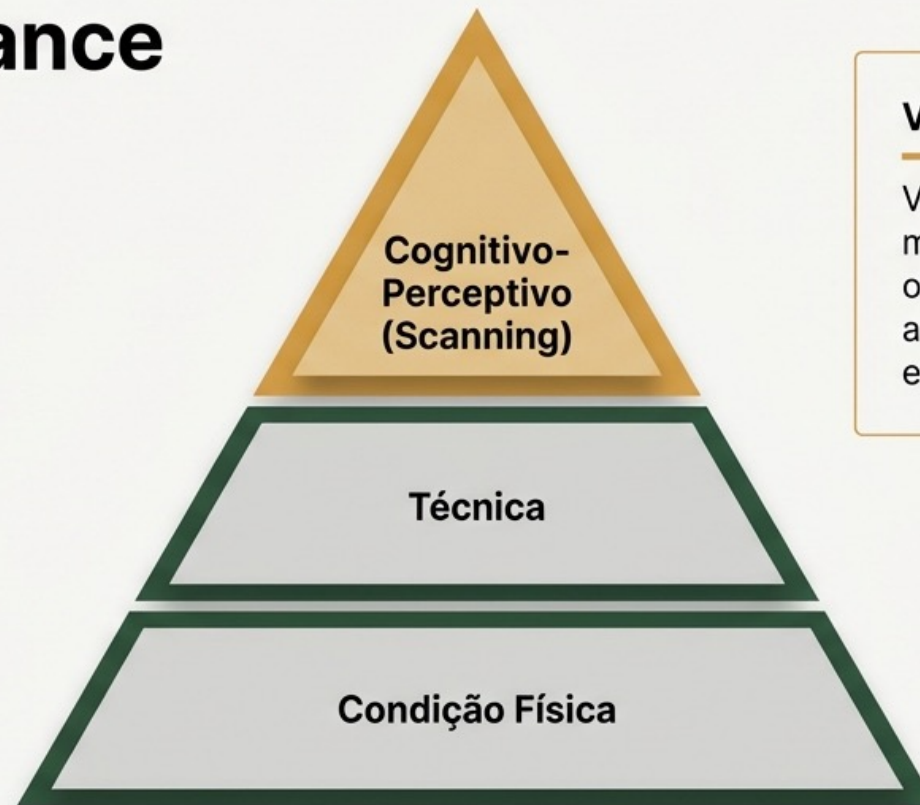 ance
Cognitivo-
Perceptivo
(Scanning)
Técnica
Condição Física
V
m
o
a
e